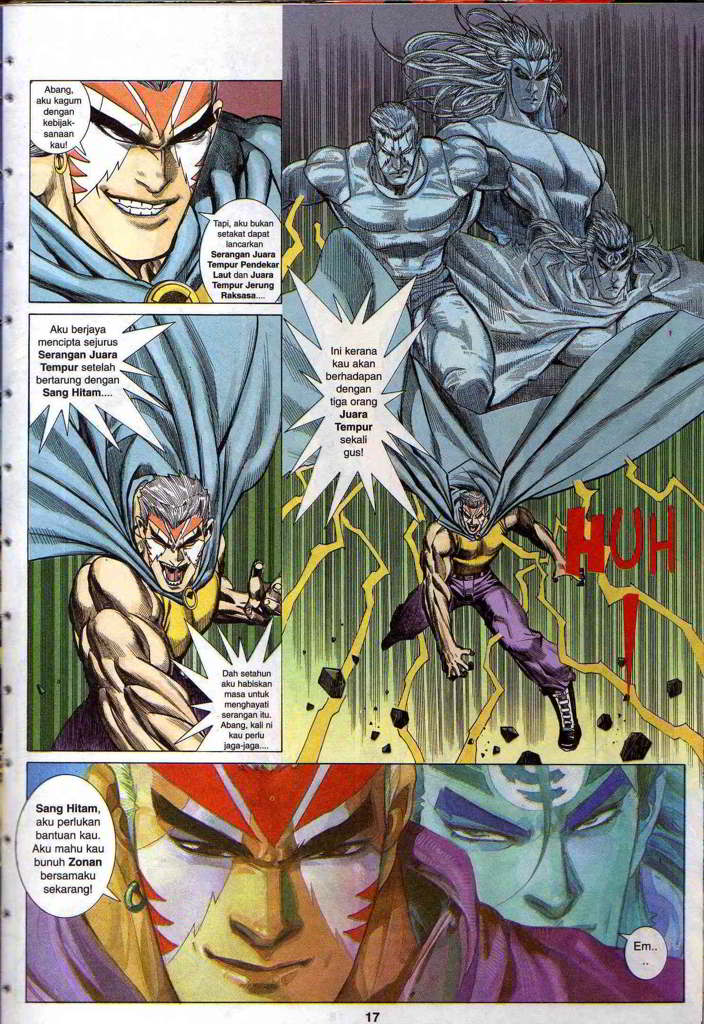 Abang,
aku kagum
dengan
kebijak-
sanaan
kau!
Tapi, aku bukan
setakat dapat
lancarkan
Serangan Juara
Tempur Pendekar
Laut dan Juara
Tempur Jerung
Raksasa....
Aku berjaya
mencipta sejurus
Serangan Juara
Tempur setelah
bertarung dengan
Sang Hitam....
Dah setahun
aku habiskan
masa untuk
menghayati
serangan itu.
Abang, kali ni
kau perlu
jaga-jaga....
Ini kerana
kau akan
berhadapan
dengan
tiga orang
Juara
Tempur
sekali
gus!
HUH
!
Sang Hitam,
aku perlukan
bantuan kau.
Aku mahu kau
bunuh Zonan
bersamaku
sekarang!
Em..
..
17